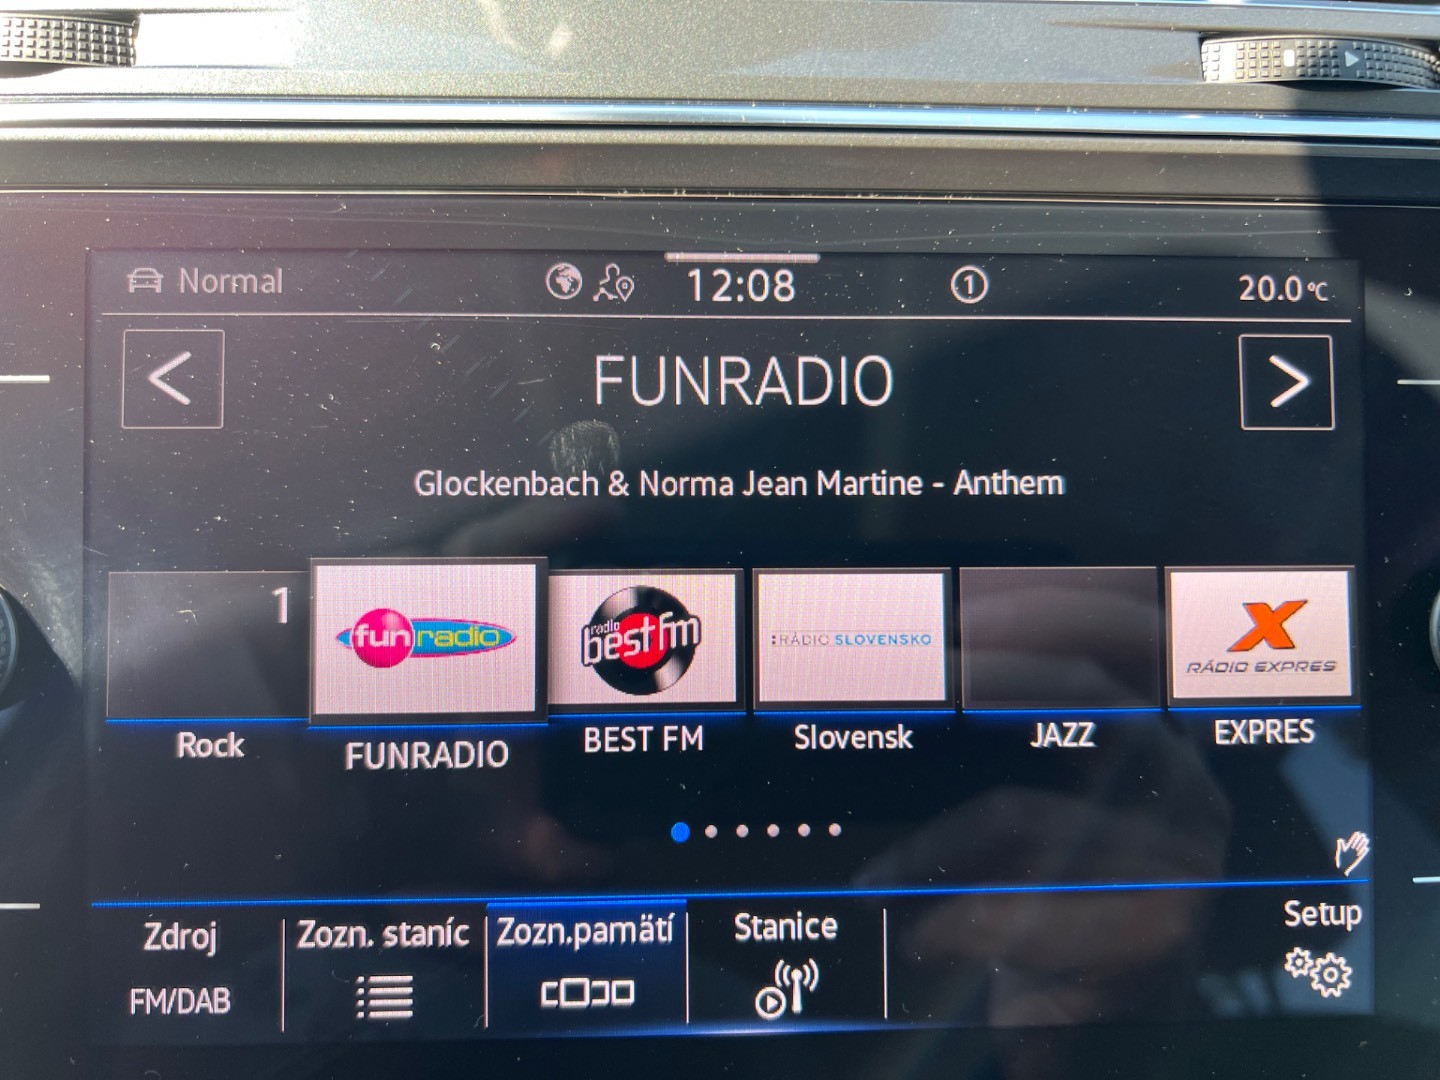 Normal
12:08
1
20.0°C
FUNRADIO
Glockenbach & Norma Jean Martine - Anthem
1
fun radio
radio
best fm
:RÁDIO SLOVENSKO
X
RÁDIO EXPRES
Rock
FUNRADIO
BEST FM
Slovensk
JAZZ
EXPRES
Zdroj
FM/DAB
Zozn. staníc
Zozn.pamätí
Stanice
Setup